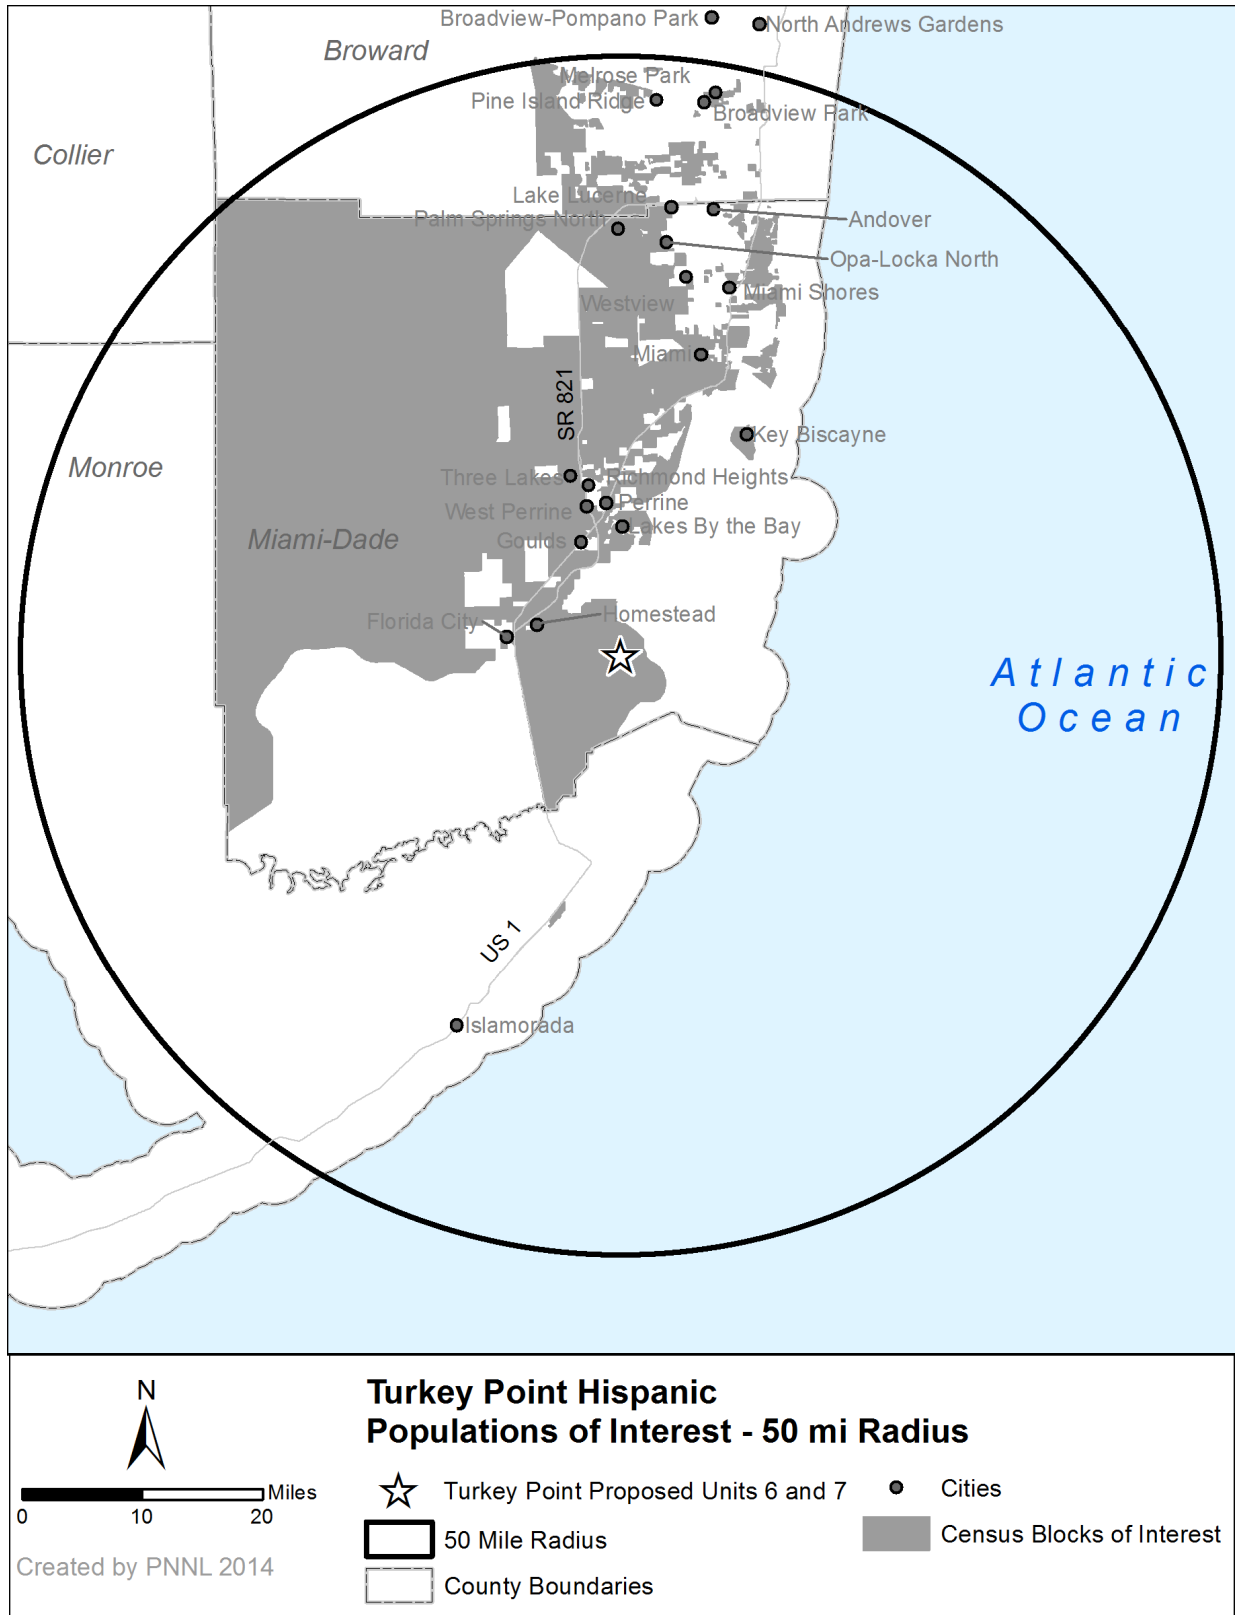 Broadview-Pompano Park
North Andrews Gardens
Broward
Melrose Park
Pine Island Ridge
Broadview Park
Collier
Lake Lucerne
Palm Springs North
Andover
Opa-Locka North
Miami Shores
Westview
Miami
SR 821
Key Biscayne
Monroe
Three Lakes
Richmond Heights
Perrine
West Perrine
Lakes By the Bay
Miami-Dade
Goulds
Homestead
Florida City
Atlantic
Ocean
US 1
Islamorada
N
Miles
0 10 20
Created by PNNL 2014
Turkey Point Hispanic
Populations of Interest - 50 mi Radius
Turkey Point Proposed Units 6 and 7
Cities
50 Mile Radius
Census Blocks of Interest
County Boundaries